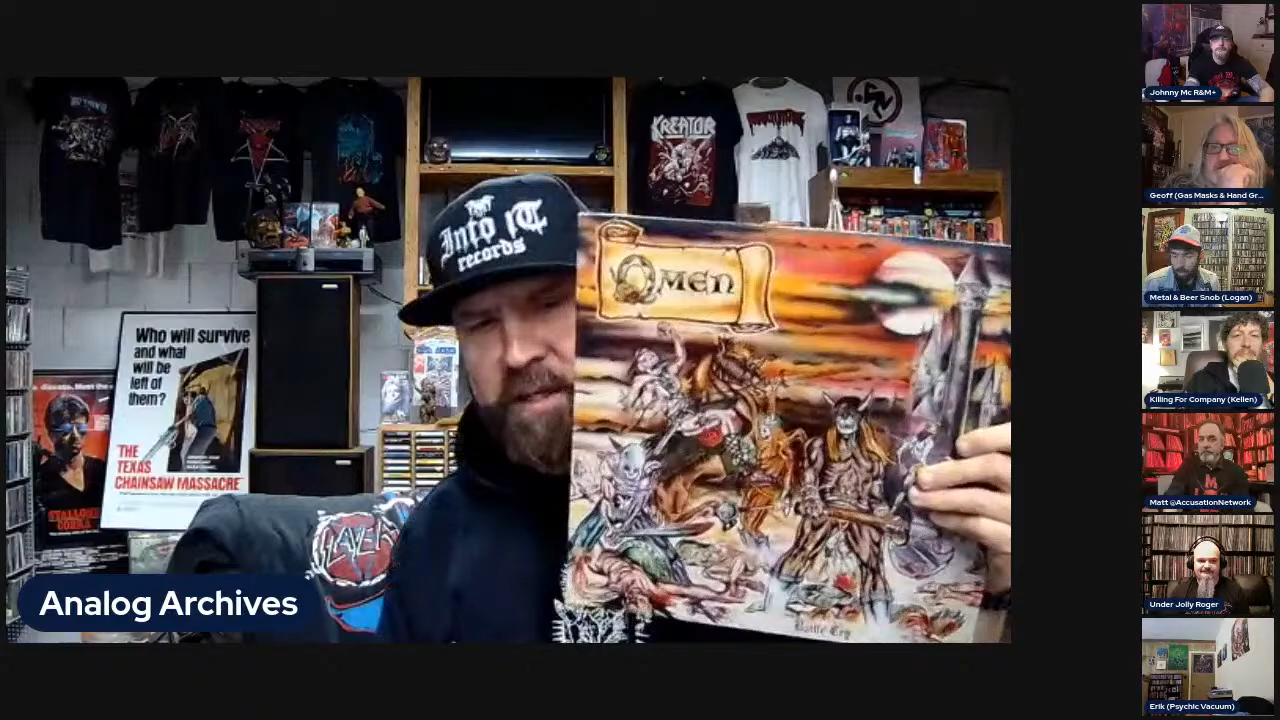 Into it
records
KREATOR
Omen
Battle Cry
Who will survive
and what
will be
left of
them?
THE
TEXAS
CHAINSAW MASSACRE
STALLONE
COBRA
SLAYER
Analog Archives
Johnny Mc R&M+
Geoff (Gas Masks & Hand Gr...
Metal & Beer Snob (Logan)
Killing For Company (Kellen)
Matt @AccusationNetwork
Under Jolly Roger
Erik (Psychic Vacuum)